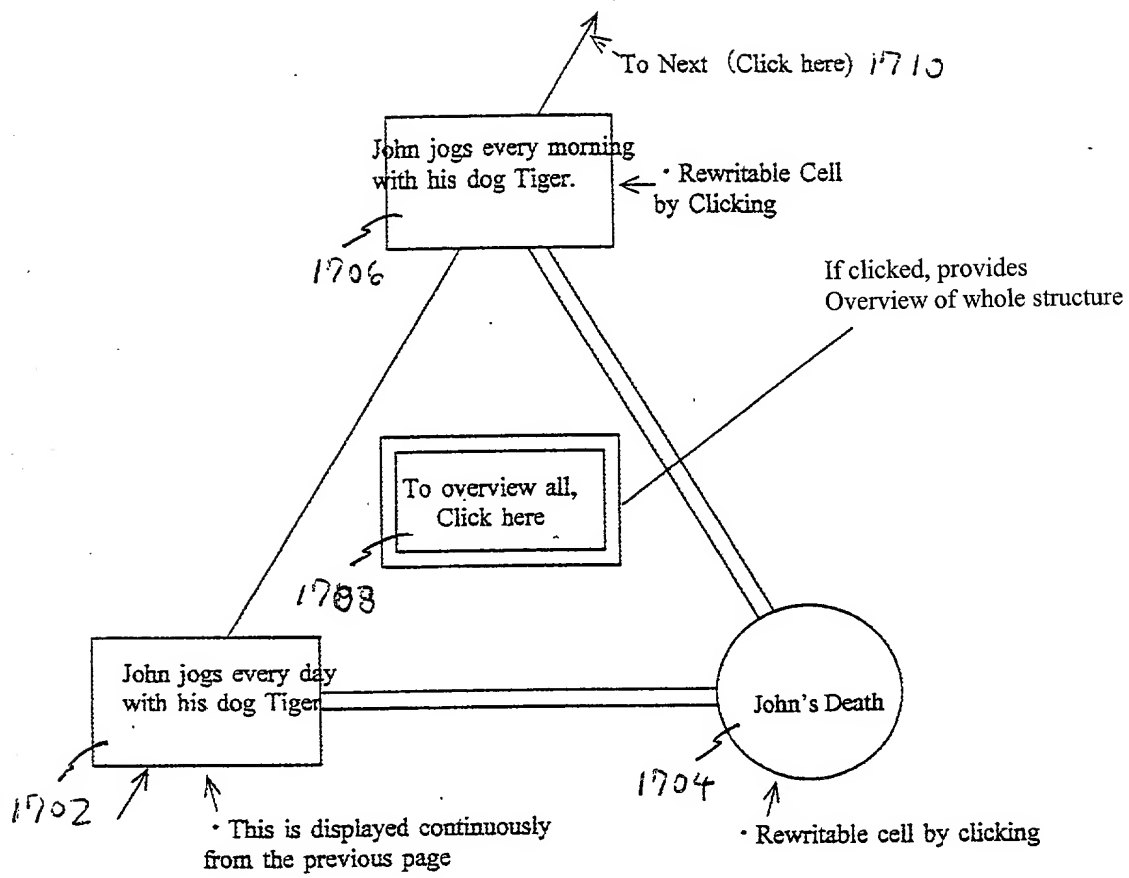 To Next (Click here) 1710
John jogs every morning
with his dog Tiger.
· Rewritable Cell
by Clicking
1706
If clicked, provides
Overview of whole structure
To overview all,
Click here
John jogs every day
with his dog Tiger
John's Death
1704
1702
· This is displayed continuously
from the previous page
· Rewritable cell by clicking